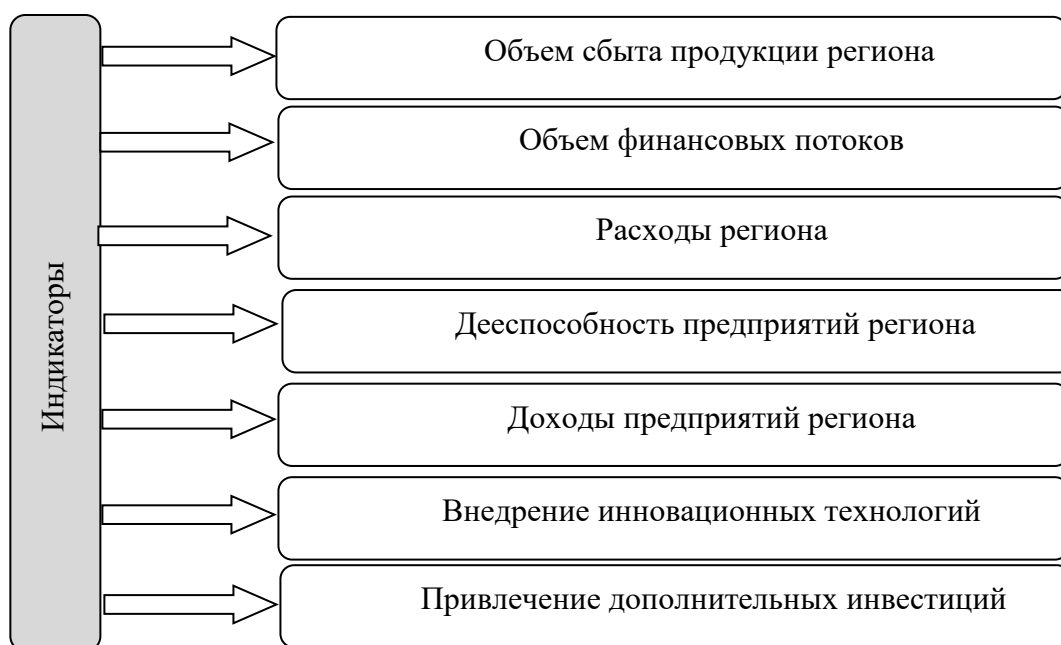 Индикаторы
Объем сбыта продукции региона
Объем финансовых потоков
Расходы региона
Дееспособность предприятий региона
Доходы предприятий региона
Внедрение инновационных технологий
Привлечение дополнительных инвестиций